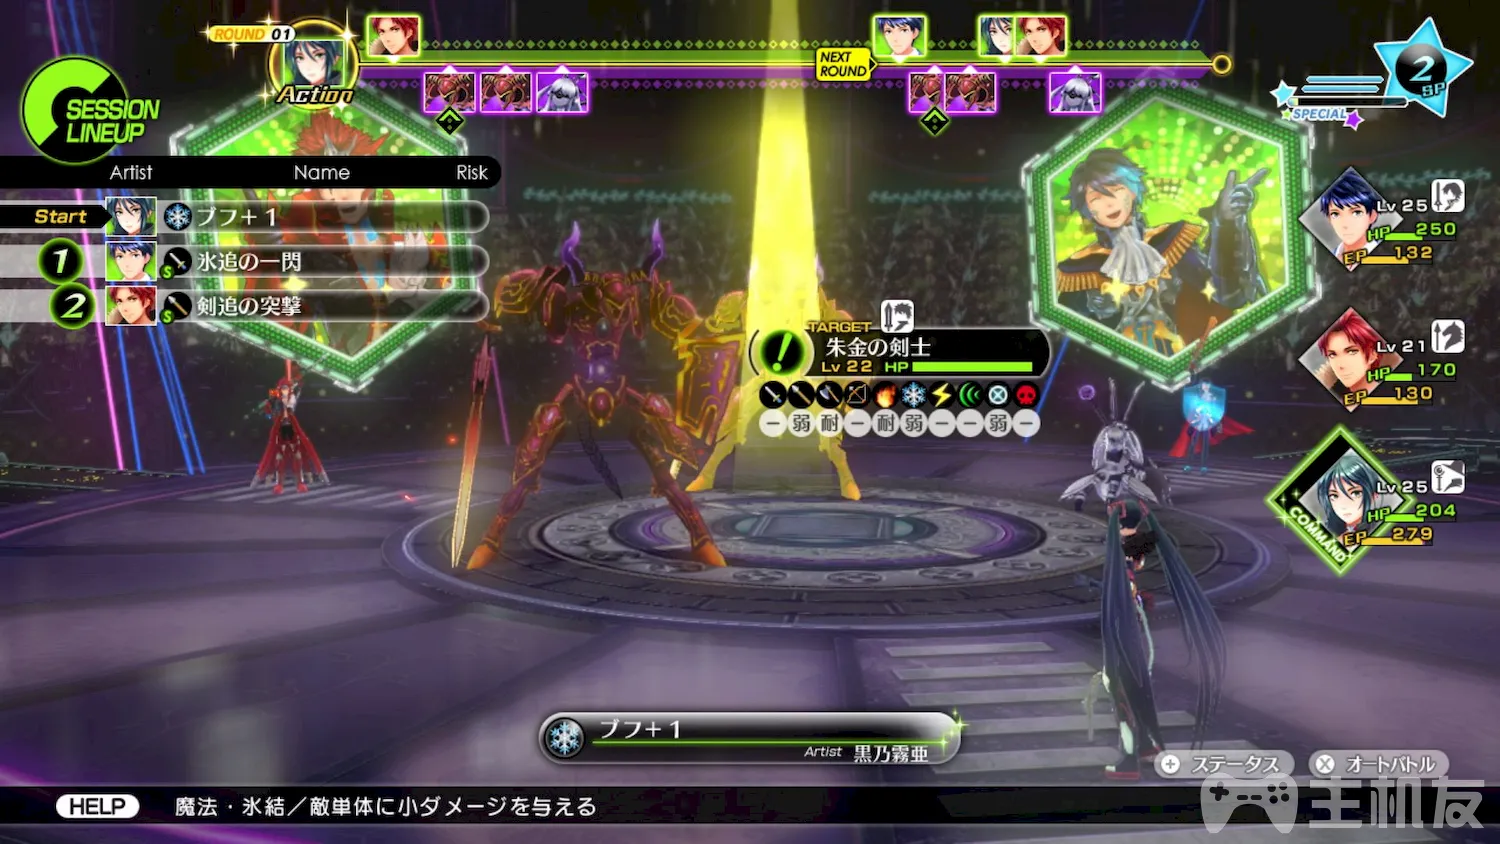 ROUND 01
Action
NEXT
ROUND
2
SP
SPECIAL
SESSION
LINEUP
Artist Name Risk
Start ブフ+1
1 S 氷追の一閃
2 S 剣追の突撃
TARGET
朱金の剣士
Lv 22 HP
− 弱 耐 − 耐 弱 − − 弱 −
Lv 25
HP 250
EP 132
Lv 21
HP 170
EP 130
Lv 25
HP 204
EP 279
COMMAND
ブフ+1
Artist 黒乃霧亜
+ ステータス X オートバトル
HELP 魔法・氷結/敵単体に小ダメージを与える
主机友